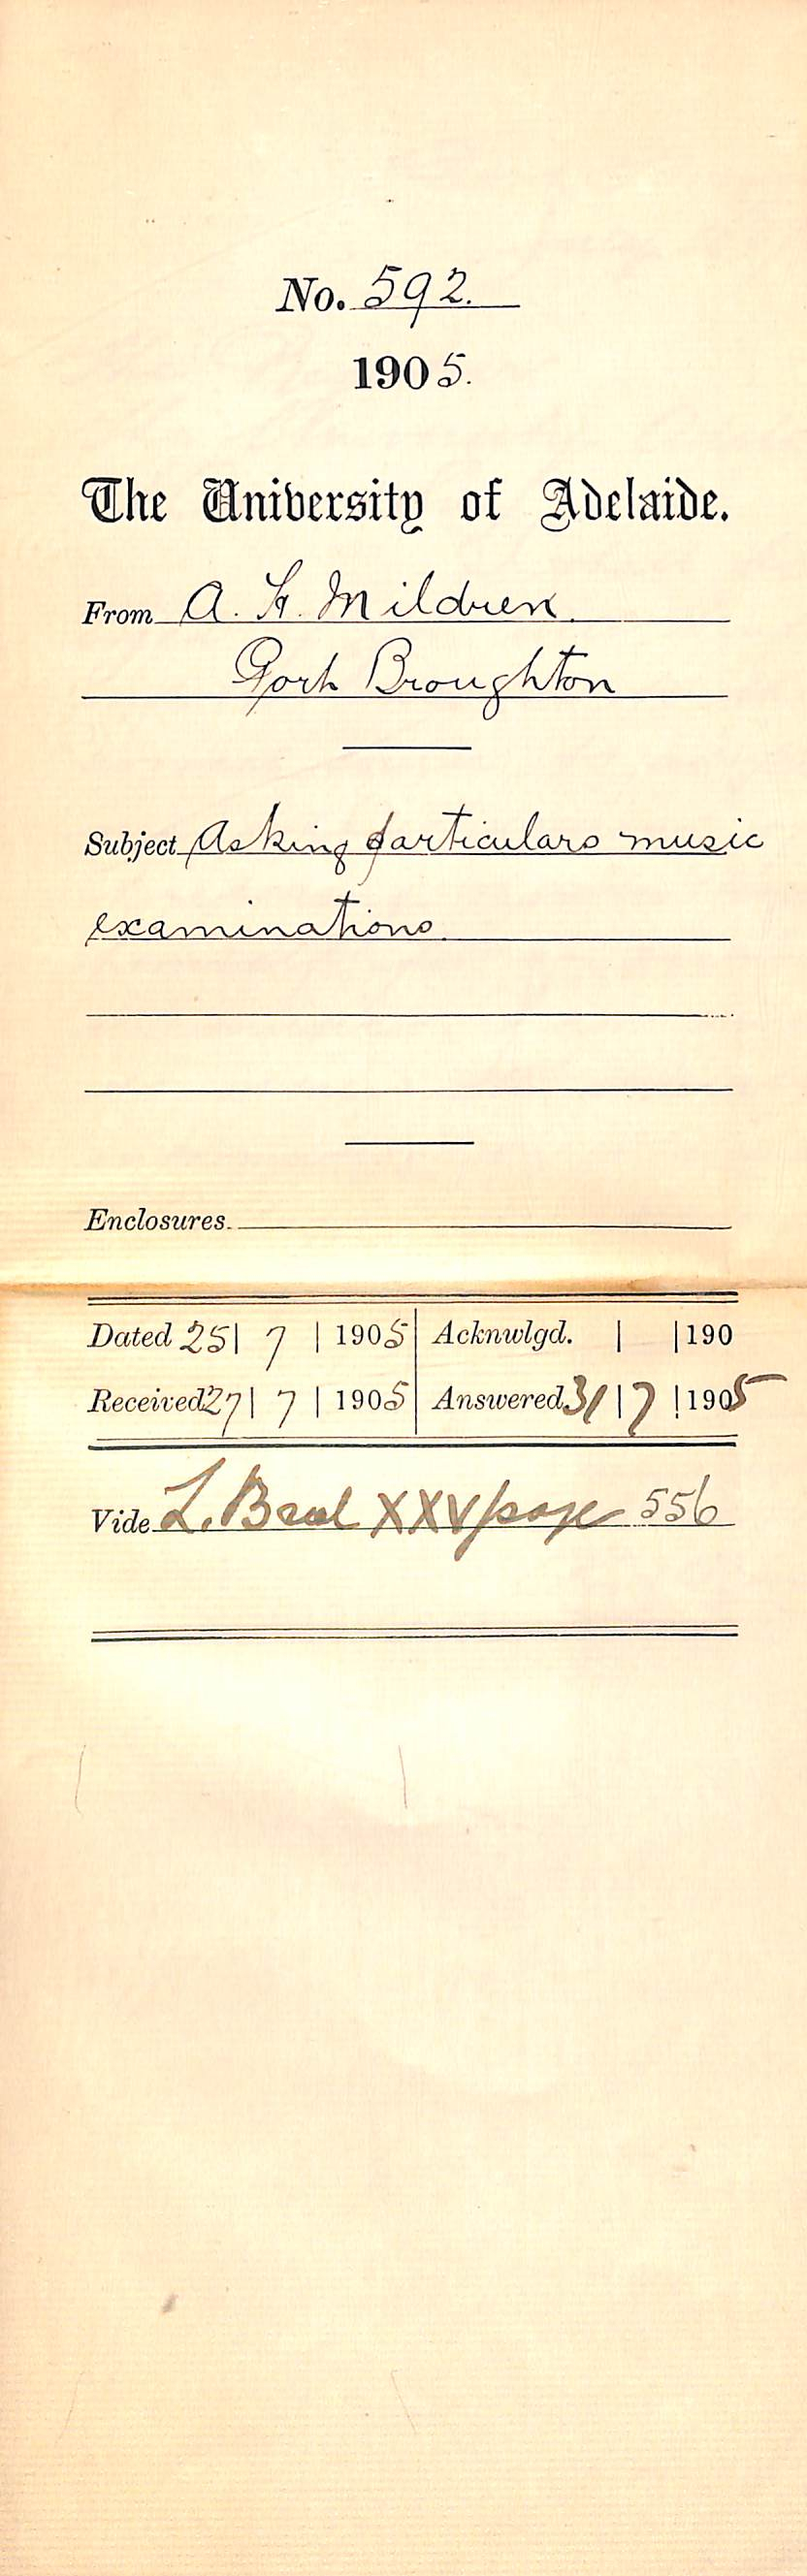 No. 592.
1905.
The University of Adelaide.
From A. H. Mildren.
Port Broughton
Subject Asking particulars music
examinations.
Enclosures.
Dated 25| 7 | 1905 | Acknwlgd. | |190
Received 27| 7 | 1905 | Answered 31|7|1905
Vide L. Book XXV page 556